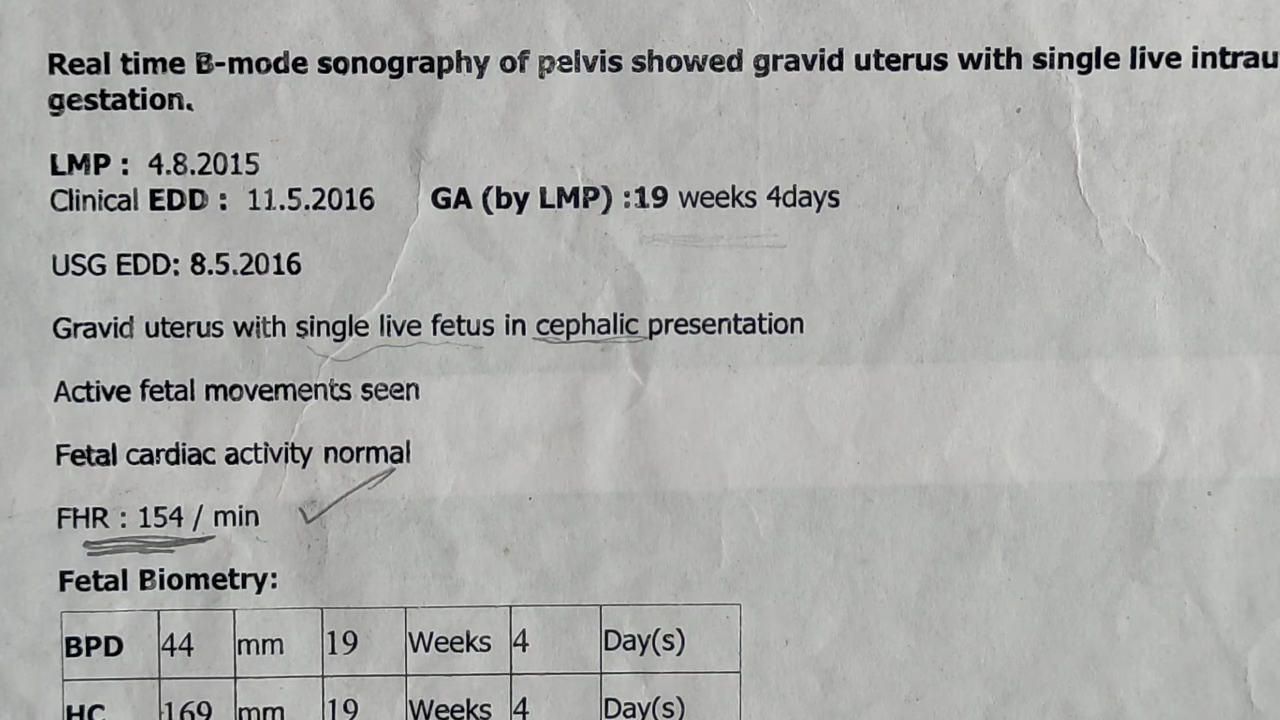 Real time B-mode sonography of pelvis showed gravid uterus with single live
gestation.
LMP : 4.8.2015
Clinical EDD : 11.5.2016 GA (by LMP) :19 weeks 4days
USG EDD: 8.5.2016
Gravid uterus with single live fetus in cephalic presentation
Active fetal movements seen
Fetal cardiac activity normal
FHR : 154 / min
Fetal Biometry:
BPD 44 mm 19 Weeks 4 Day(s)
HC 169 mm 19 Weeks 4 Day(s)